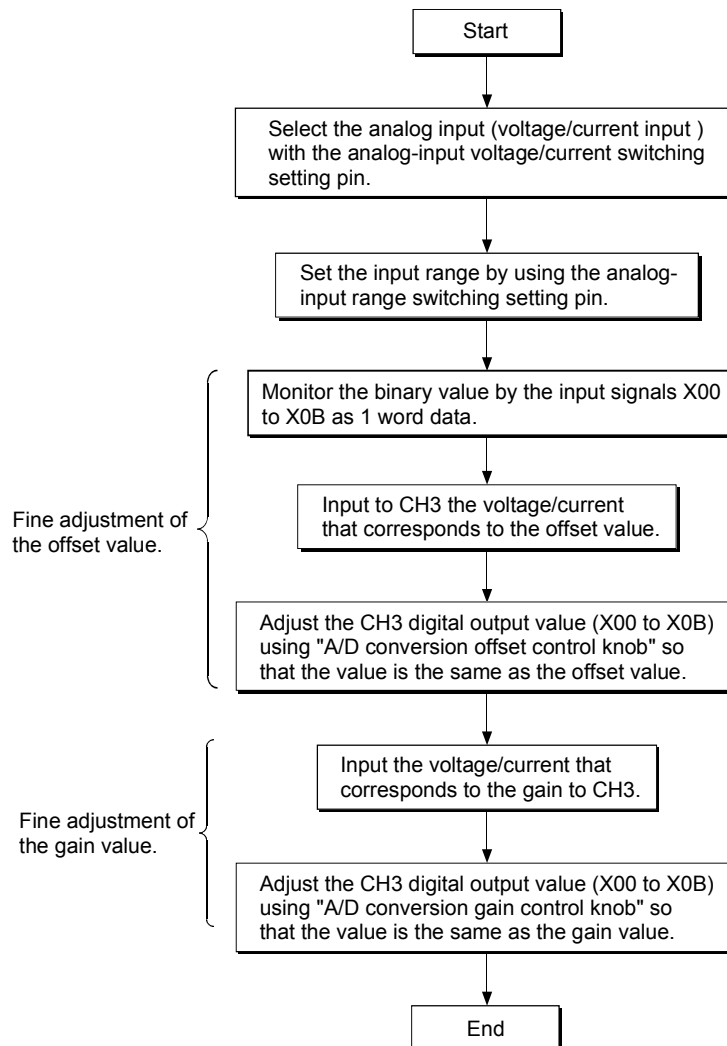 Start
Select the analog input (voltage/current input )
with the analog-input voltage/current switching
setting pin.
Set the input range by using the analog-
input range switching setting pin.
Monitor the binary value by the input signals X00
to X0B as 1 word data.
Fine adjustment of
the offset value.
Input to CH3 the voltage/current
that corresponds to the offset value.
Adjust the CH3 digital output value (X00 to X0B)
using "A/D conversion offset control knob" so
that the value is the same as the offset value.
Input the voltage/current that
corresponds to the gain to CH3.
Fine adjustment of
the gain value.
Adjust the CH3 digital output value (X00 to X0B)
using "A/D conversion gain control knob" so
that the value is the same as the gain value.
End